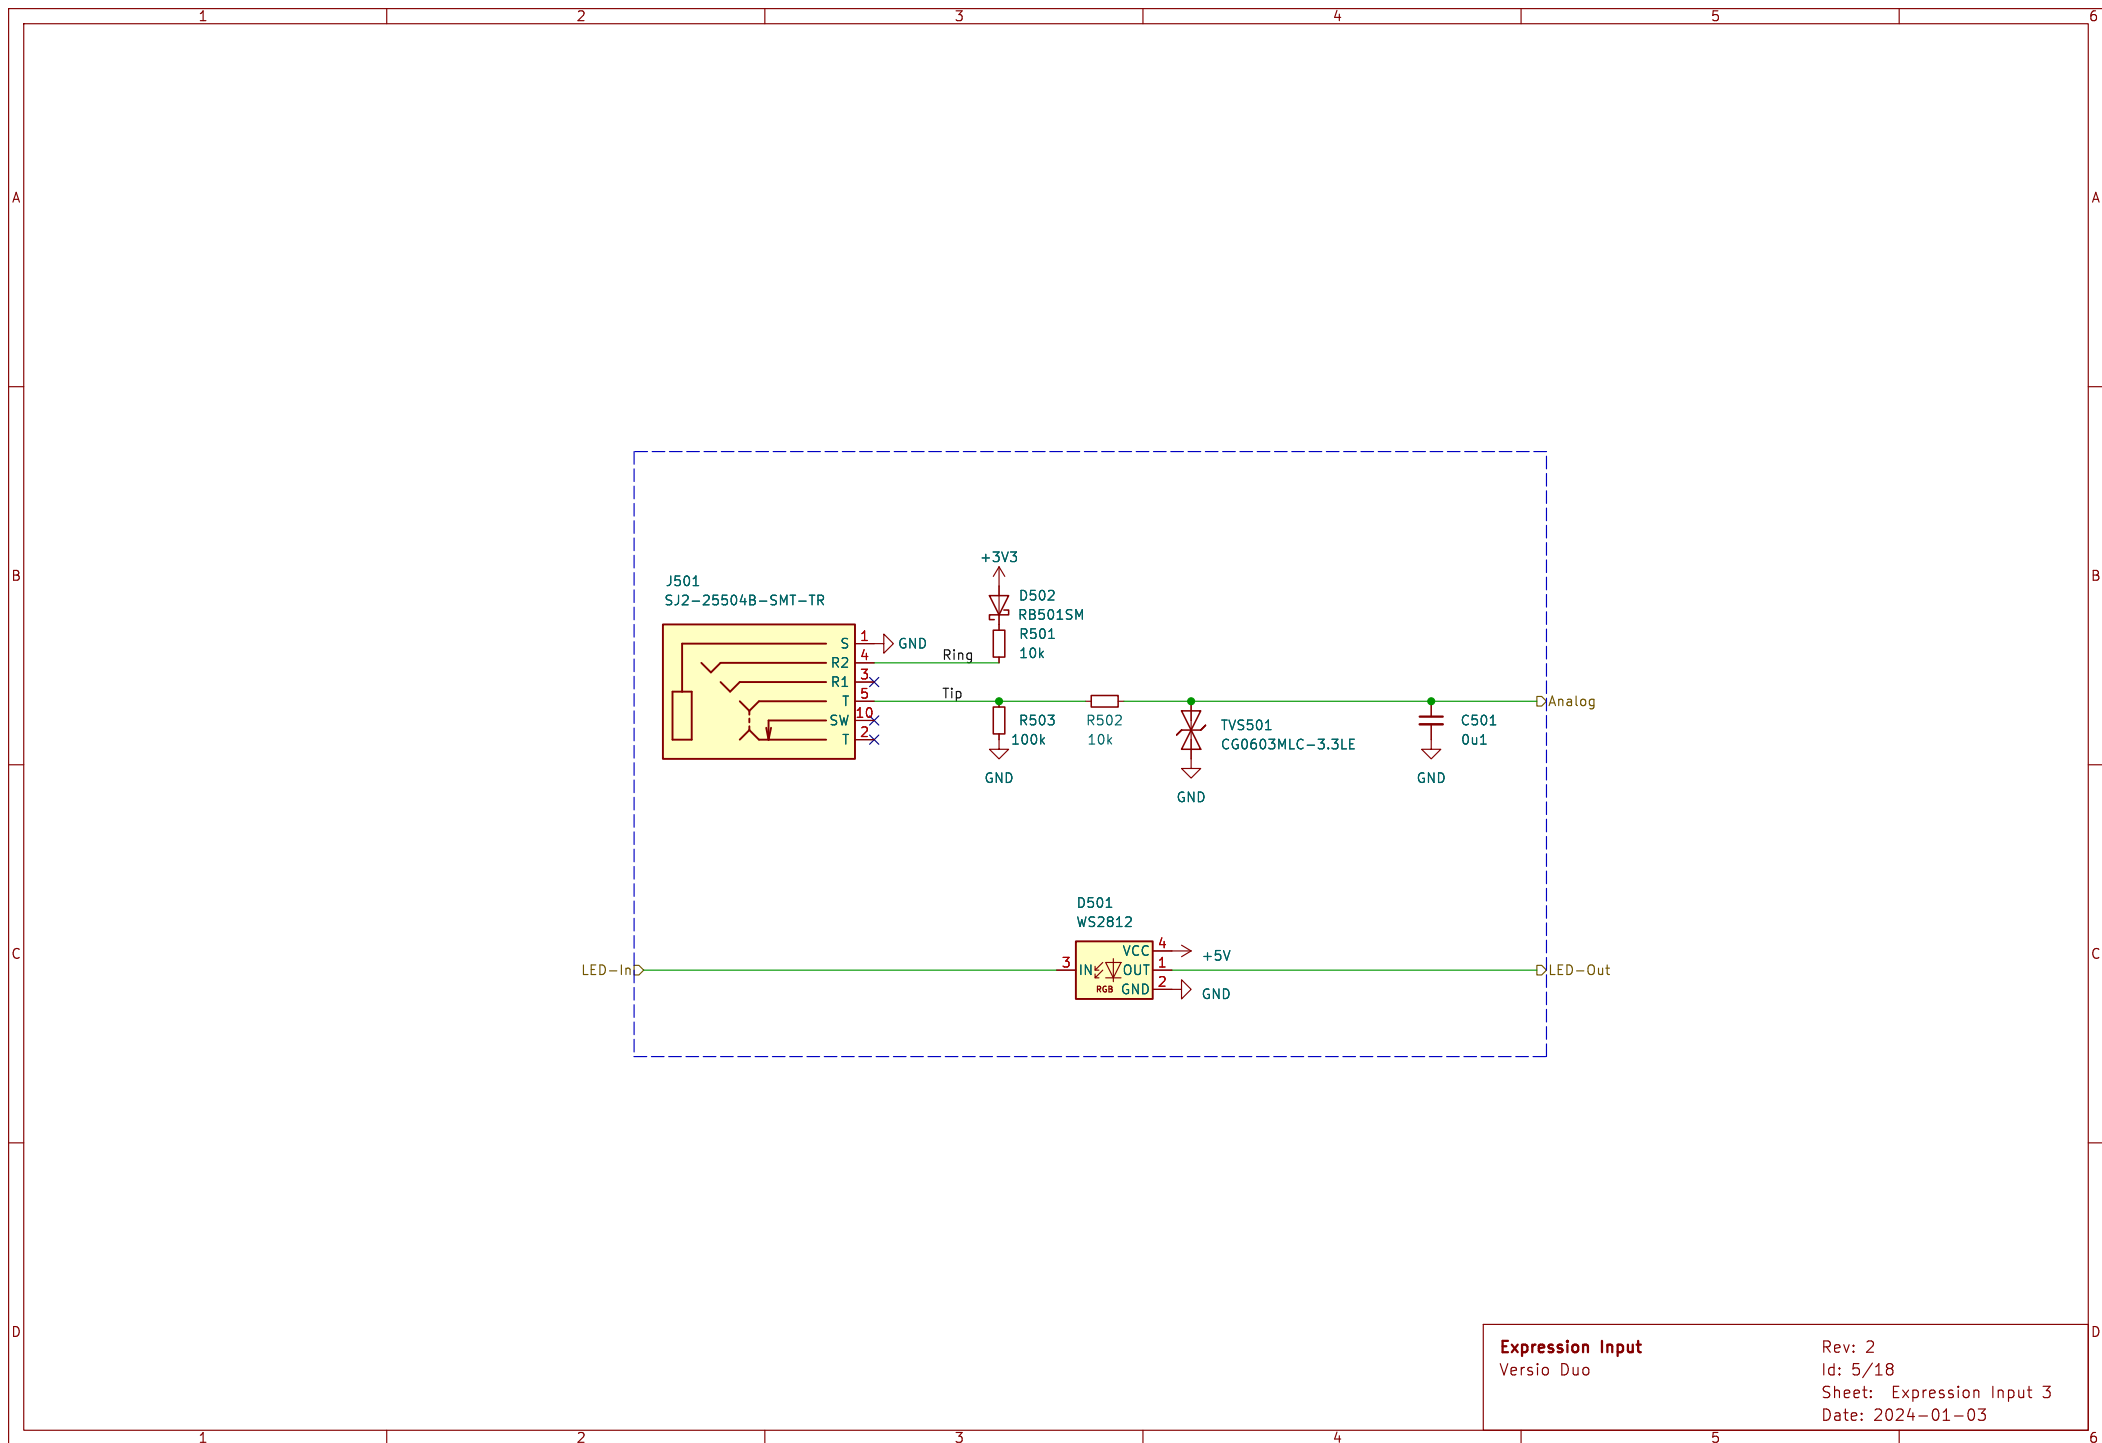 1 2 3 4 5 6
A A
B B
C C
D D
+3V3
J501
SJ2-25504B-SMT-TR
D502
RB501SM
R501
10k
S 1 GND
R2 4 Ring
R1 3
T 5 Tip
SW 10
T 2
R503
100k
GND
R502
10k
TVS501
CG0603MLC-3.3LE
GND
C501
0u1
GND
Analog
D501
WS2812
VCC 4 +5V
LED-In 3 IN OUT 1 LED-Out
RGB GND 2 GND
Expression Input
Versio Duo
Rev: 2
Id: 5/18
Sheet: Expression Input 3
Date: 2024-01-03
1 2 3 4 5 6